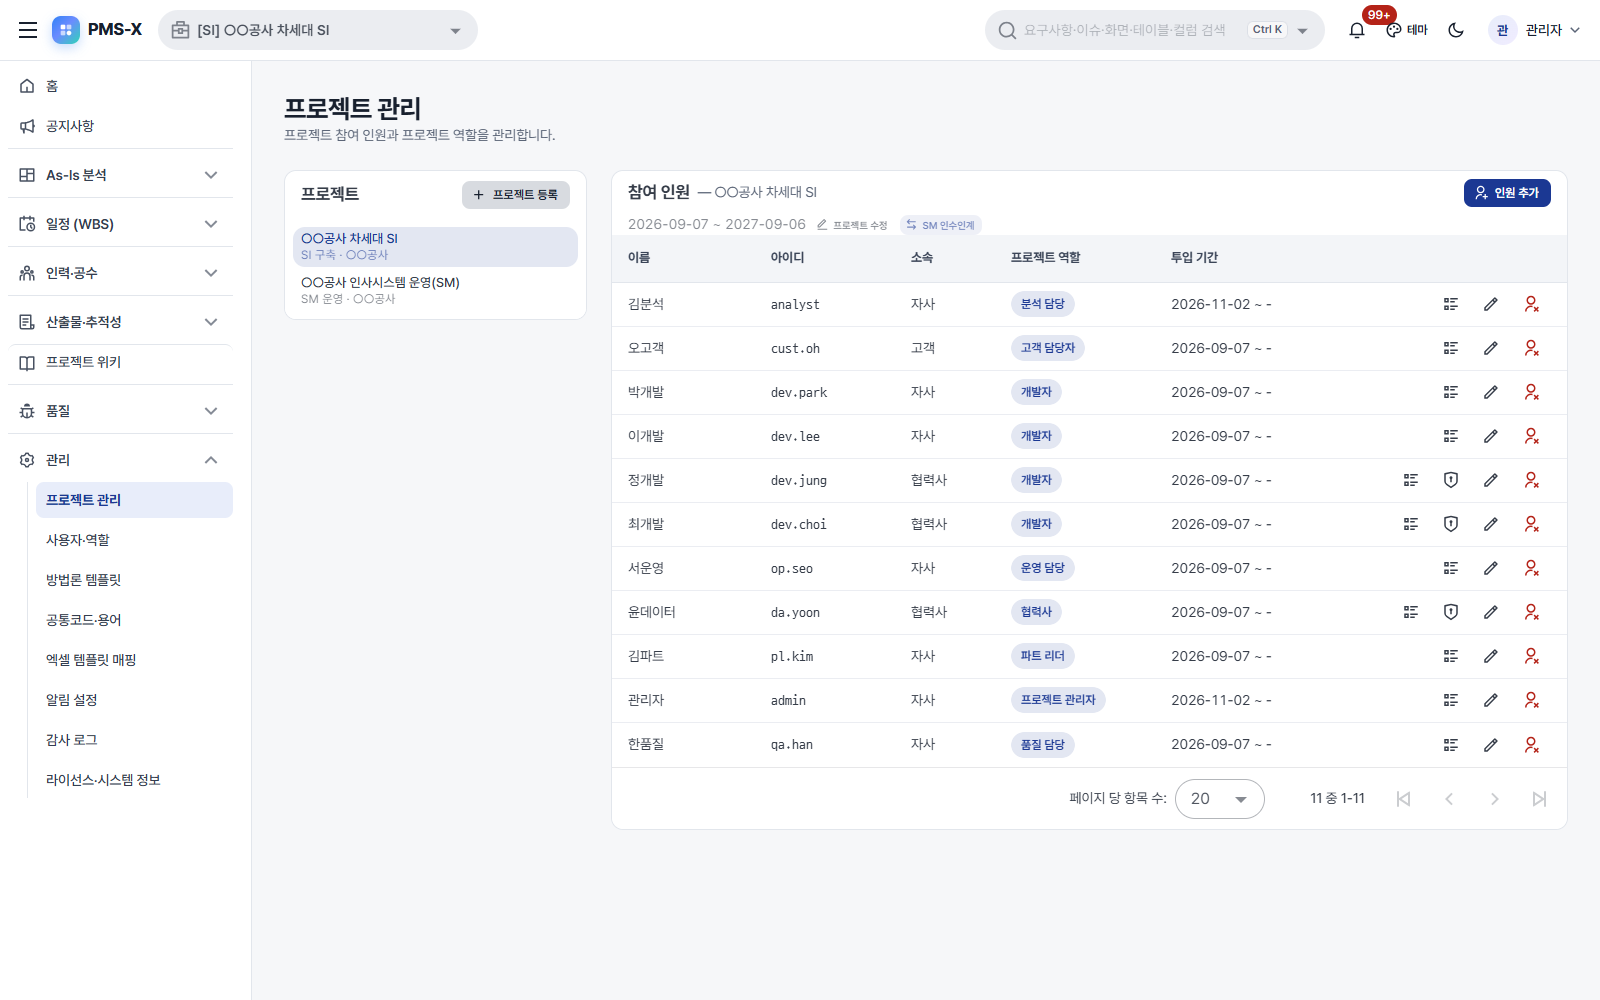 PMS-X
[SI] 〇〇공사 차세대 SI
요구사항·이슈·화면·테이블·컬럼 검색
Ctrl K
99+
테마
관
관리자
홈
공지사항
As-Is 분석
일정 (WBS)
인력·공수
산출물·추적성
프로젝트 위키
품질
관리
프로젝트 관리
사용자·역할
방법론 템플릿
공통코드·용어
엑셀 템플릿 매핑
알림 설정
감사 로그
라이선스·시스템 정보
프로젝트 관리
프로젝트 참여 인원과 프로젝트 역할을 관리합니다.
프로젝트
+ 프로젝트 등록
〇〇공사 차세대 SI
SI 구축 · 〇〇공사
〇〇공사 인사시스템 운영(SM)
SM 운영 · 〇〇공사
참여 인원 — 〇〇공사 차세대 SI
인원 추가
2026-09-07 ~ 2027-09-06 프로젝트 수정 SM 인수인계
이름 아이디 소속 프로젝트 역할 투입 기간
김분석 analyst 자사 분석 담당 2026-11-02 ~ -
오고객 cust.oh 고객 고객 담당자 2026-09-07 ~ -
박개발 dev.park 자사 개발자 2026-09-07 ~ -
이개발 dev.lee 자사 개발자 2026-09-07 ~ -
정개발 dev.jung 협력사 개발자 2026-09-07 ~ -
최개발 dev.choi 협력사 개발자 2026-09-07 ~ -
서운영 op.seo 자사 운영 담당 2026-09-07 ~ -
윤데이터 da.yoon 협력사 협력사 2026-09-07 ~ -
김파트 pl.kim 자사 파트 리더 2026-09-07 ~ -
관리자 admin 자사 프로젝트 관리자 2026-11-02 ~ -
한품질 qa.han 자사 품질 담당 2026-09-07 ~ -
페이지 당 항목 수: 20 11 중 1-11